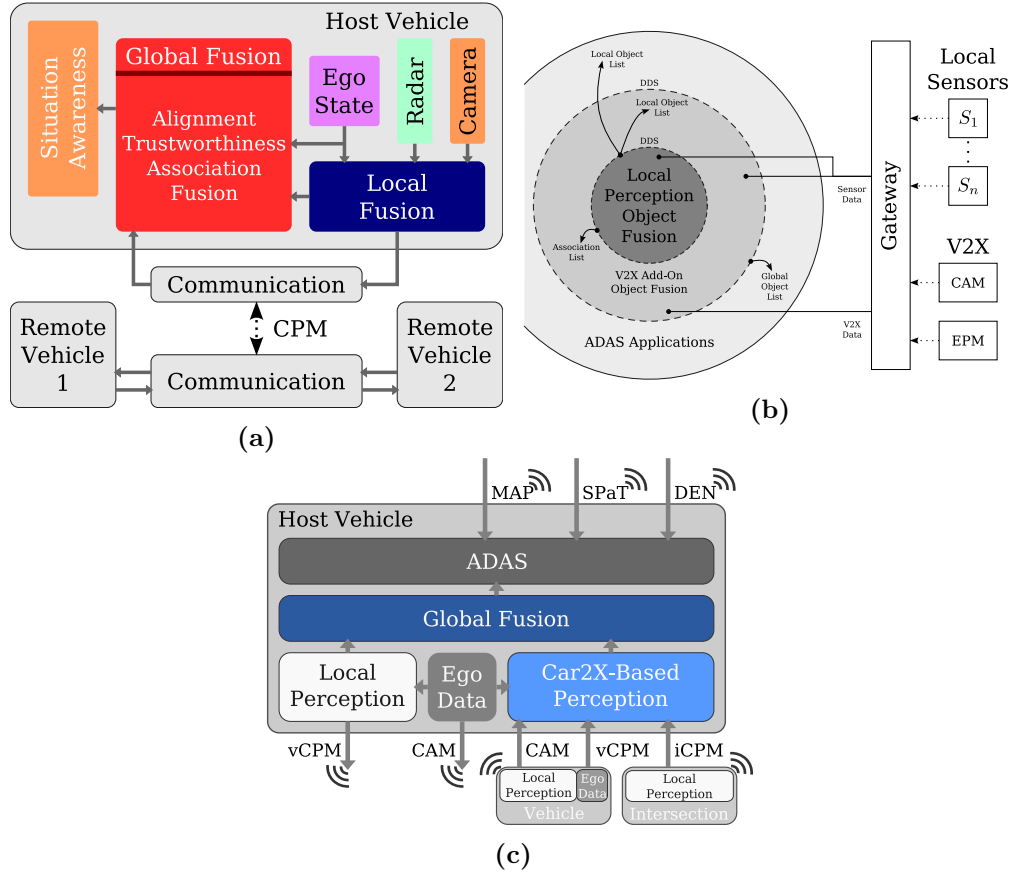 Host Vehicle
Situation
Awareness
Global Fusion
Alignment
Trustworthiness
Association
Fusion
Ego
State
Radar
Camera
Local
Fusion
Communication
CPM
Remote
Vehicle
1
Communication
Remote
Vehicle
2
(a)
Local Object
List
DDS
Local Object
List
DDS
Local
Perception
Object
Fusion
Association
List
V2X Add-On
Object Fusion
Global
Object
List
ADAS Applications
Sensor
Data
V2X
Data
Gateway
Local
Sensors
S1
Sn
V2X
CAM
EPM
(b)
MAP
SPaT
DEN
Host Vehicle
ADAS
Global Fusion
Local
Perception
Ego
Data
Car2X-Based
Perception
vCPM
CAM
CAM
vCPM
iCPM
Local
Perception
Ego
Data
Vehicle
Local
Perception
Intersection
(c)